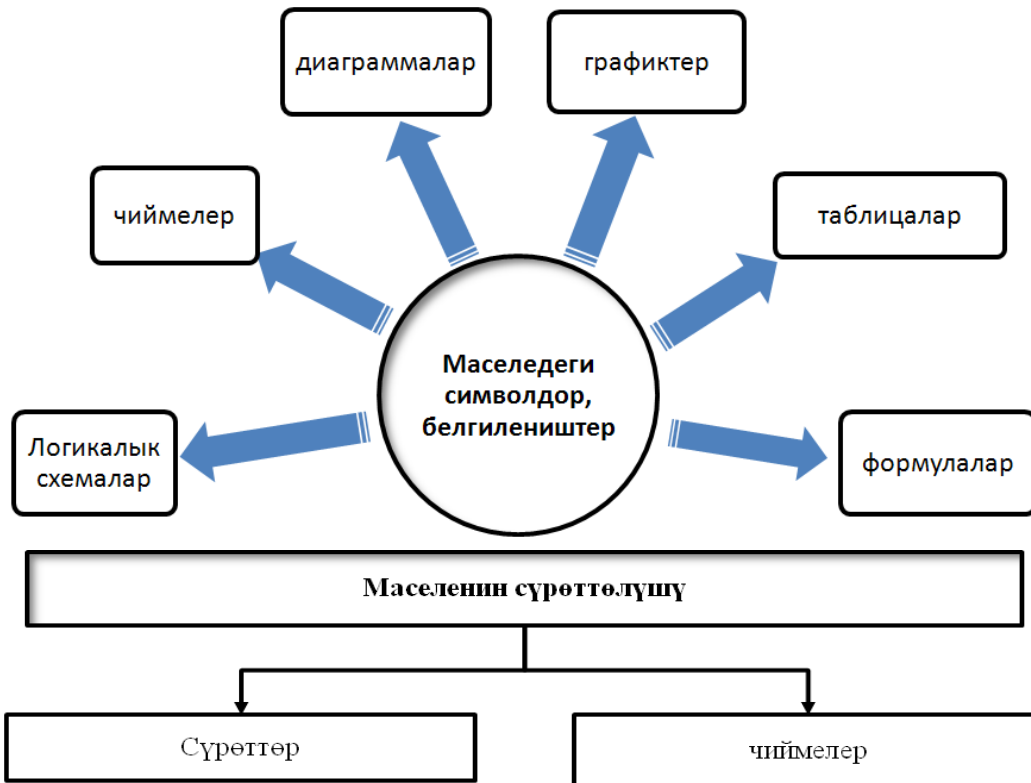 диаграммалар
графиктер
чиймелер
таблицалар
Маселедеги
символдор,
белгилеништер
Логикалык
схемалар
формулалар
Маселенин сүрөттөлүшү
Сүрөттөр
чиймелер